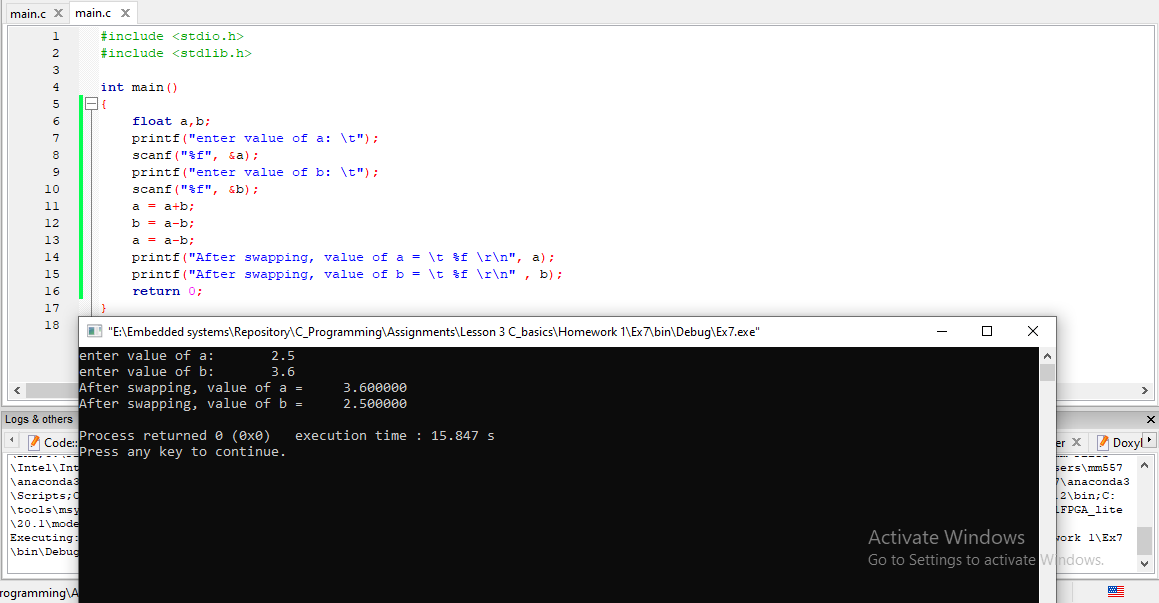 main.c main.c
1 #include <stdio.h>
2 #include <stdlib.h>
3
4 int main()
5 {
6 float a,b;
7 printf("enter value of a: \t");
8 scanf("%f", &a);
9 printf("enter value of b: \t");
10 scanf("%f", &b);
11 a = a+b;
12 b = a-b;
13 a = a-b;
14 printf("After swapping, value of a = \t %f \r\n", a);
15 printf("After swapping, value of b = \t %f \r\n" , b);
16 return 0;
17 }
18
"E:\Embedded systems\Repository\C_Programming\Assignments\Lesson 3 C_basics\Homework 1\Ex7\bin\Debug\Ex7.exe"
enter value of a: 2.5
enter value of b: 3.6
After swapping, value of a = 3.600000
After swapping, value of b = 2.500000
Process returned 0 (0x0) execution time : 15.847 s
Press any key to continue.
Logs & others
Code:: er Doxy
\Intel\Int sers\mm557
\anaconda3 7\anaconda3
\Scripts;C .2\bin;C:
\tools\msy FPGA_lite
\20.1\mode
Executing: work 1\Ex7
\bin\Debug
Activate Windows
Go to Settings to activate Windows.
rogramming\A